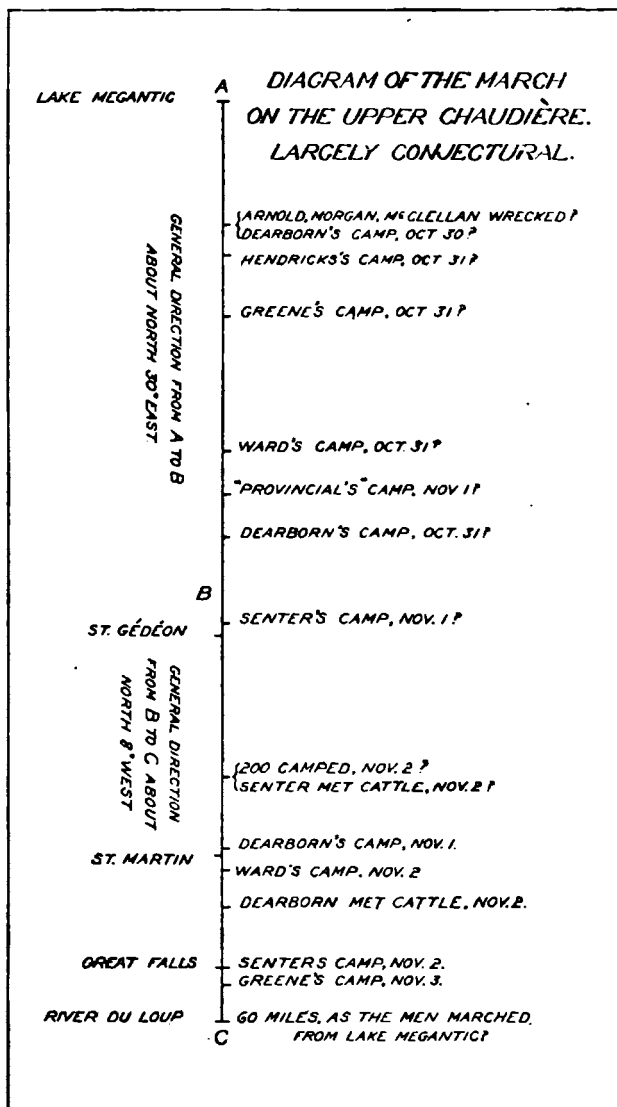 DIAGRAM OF THE MARCH
ON THE UPPER CHAUDIÈRE.
LARGELY CONJECTURAL.
A
LAKE MEGANTIC
ARNOLD, MORGAN, McCLELLAN WRECKED?
DEARBORN'S CAMP, OCT 30?
HENDRICKS'S CAMP, OCT 31?
GREENE'S CAMP, OCT 31?
GENERAL DIRECTION FROM A TO B
ABOUT NORTH 30° EAST.
WARD'S CAMP, OCT. 31?
"PROVINCIAL'S" CAMP, NOV 1?
DEARBORN'S CAMP, OCT. 31?
B
SENTER'S CAMP, NOV. 1?
ST. GÉDÉON
GENERAL DIRECTION
FROM B TO C ABOUT
NORTH 8° WEST
200 CAMPED, NOV. 2?
SENTER MET CATTLE, NOV. 2?
DEARBORN'S CAMP, NOV. 1.
ST. MARTIN
WARD'S CAMP, NOV. 2
DEARBORN MET CATTLE, NOV. 2.
GREAT FALLS
SENTERS CAMP, NOV. 2.
GREENE'S CAMP, NOV. 3.
RIVER DU LOUP
60 MILES, AS THE MEN MARCHED,
FROM LAKE MEGANTIC?
C